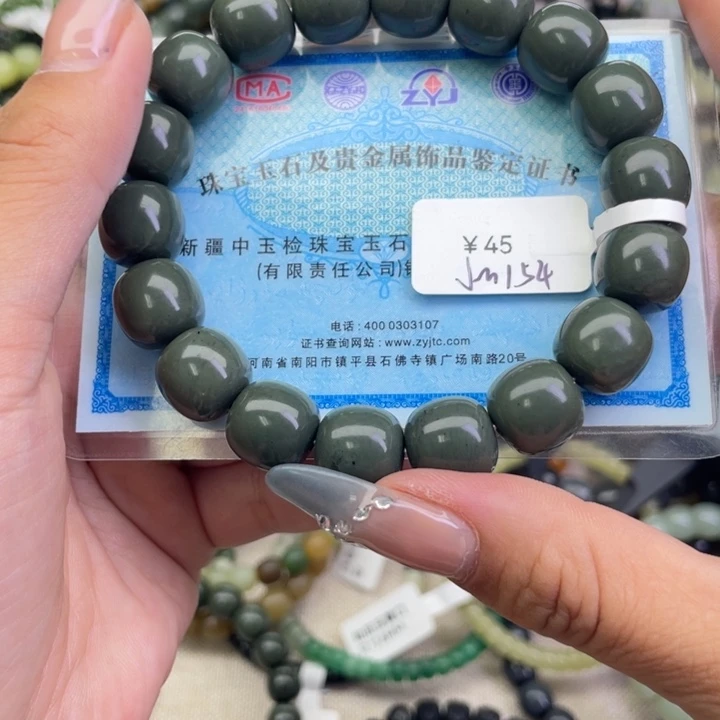 MA
ZJ-ZYJC
ZYJ
珠宝玉石及贵金属饰品鉴定证书
新疆中玉检珠宝玉石
(有限责任公司)
¥45
Jm154
电话:400 0303107
证书查询网站:www.zyjtc.com
河南省南阳市镇平县石佛寺镇广场南路20号